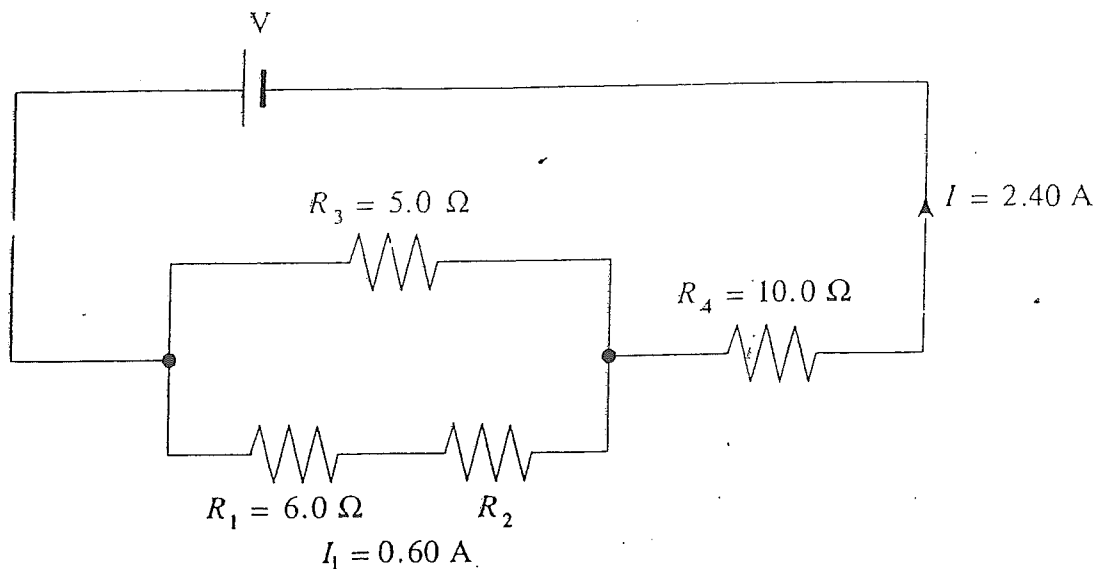 V
R₃ = 5.0 Ω
I = 2.40 A
R₄ = 10.0 Ω
R₁ = 6.0 Ω
R₂
I₁ = 0.60 A